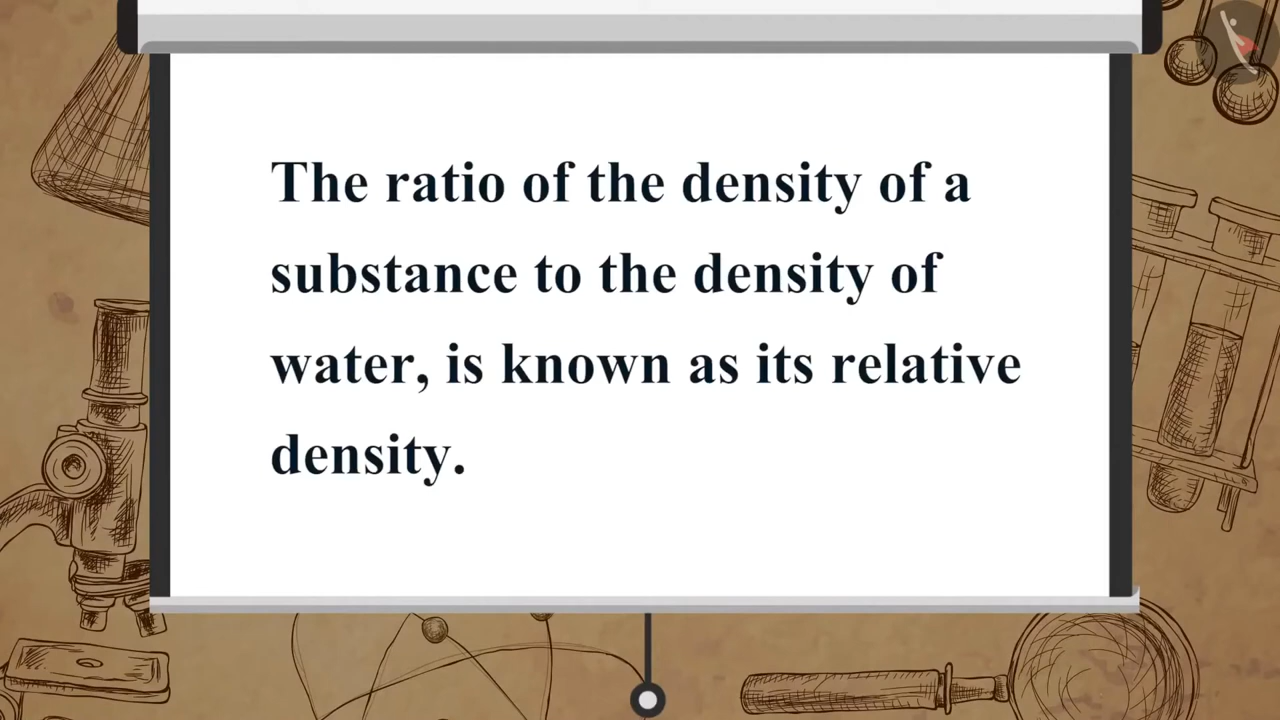 The ratio of the density of a
substance to the density of
water, is known as its relative
density.